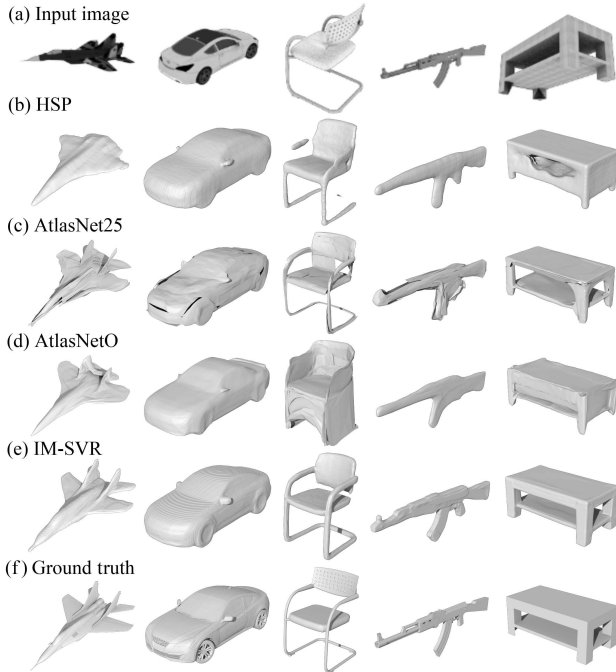 (a) Input image
(b) HSP
(c) AtlasNet25
(d) AtlasNetO
(e) IM-SVR
(f) Ground truth